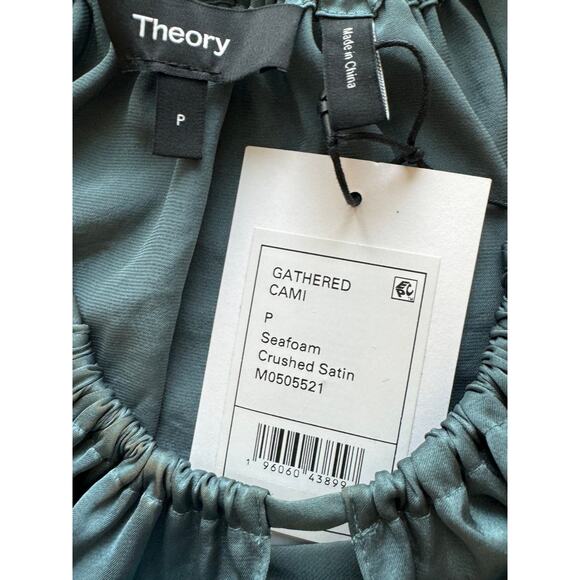 Theory
P
Made in
China
GATHERED
CAMI
P
Seafoam
Crushed Satin
M0505521
1 96060 43899